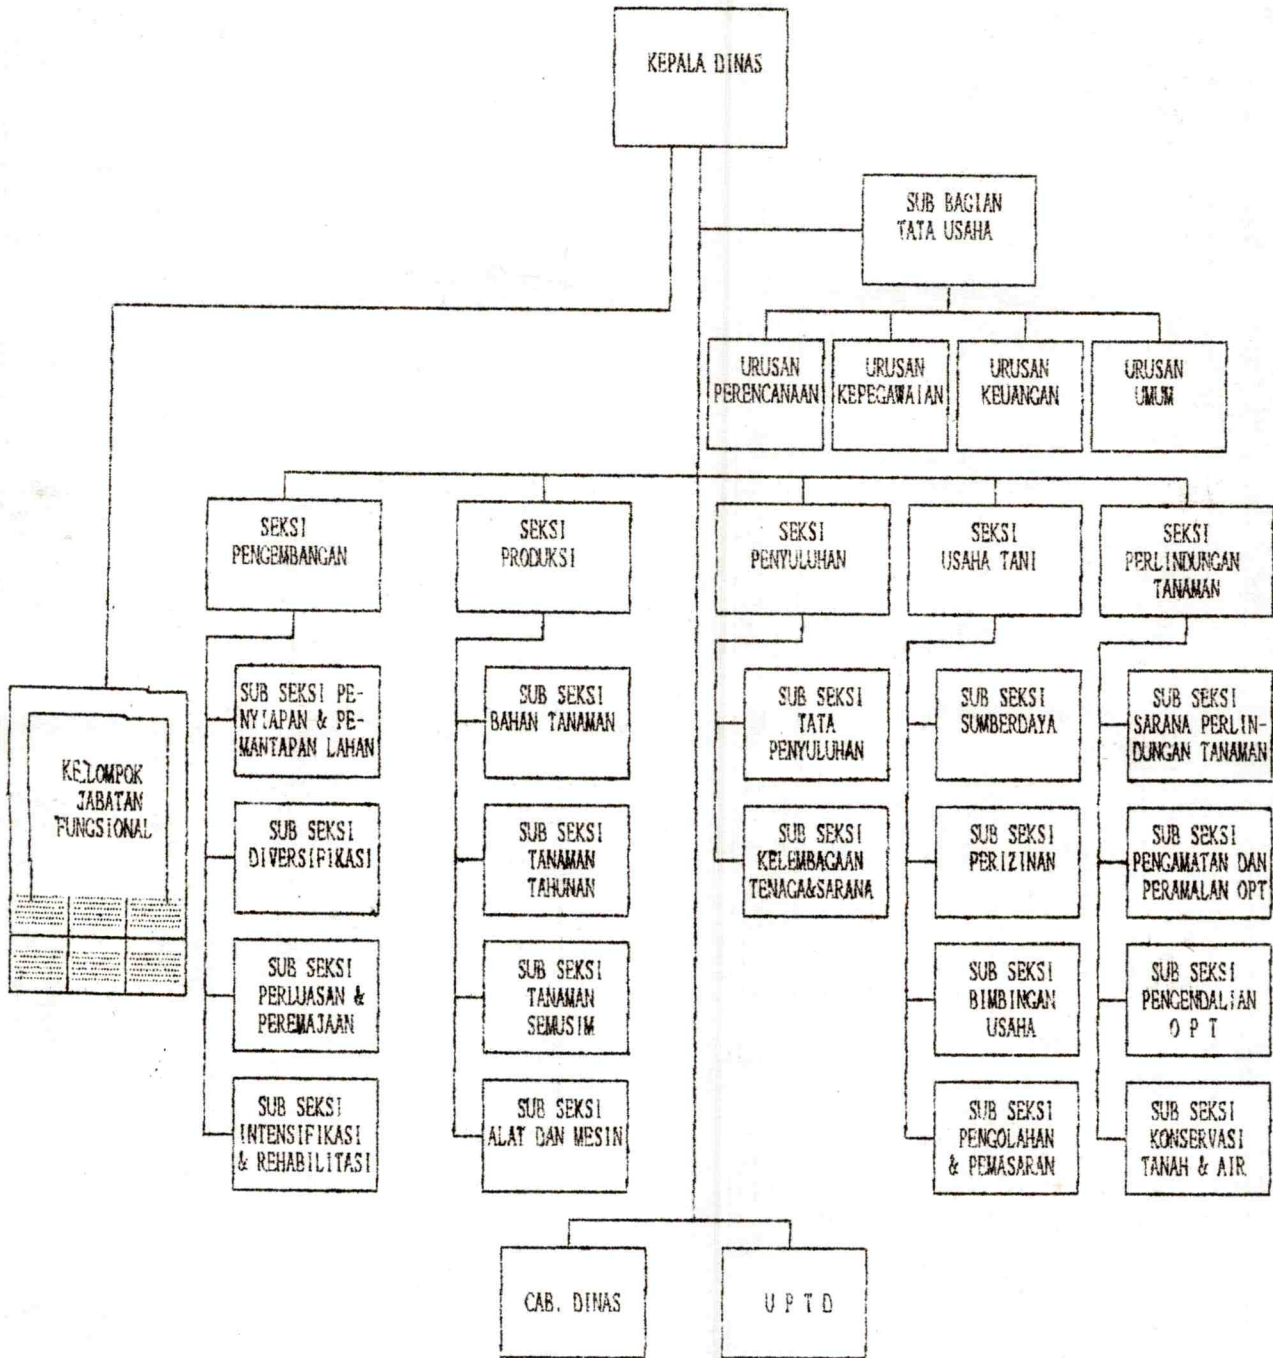 KEPALA DINAS
SUB BAGIAN
TATA USAHA
URUSAN
PERENCANAAN
URUSAN
KEPEGAWAIAN
URUSAN
KEUANGAN
URUSAN
UMUM
SEKSI
PENGEMBANGAN
SEKSI
PRODUKSI
SEKSI
PENYULUHAN
SEKSI
USAHA TANI
SEKSI
PERLINDUNGAN
TANAMAN
KELOMPOK
JABATAN
FUNGSIONAL
SUB SEKSI PE-
NYIAPAN & PE-
MANTAPAN LAHAN
SUB SEKSI
DIVERSIFIKASI
SUB SEKSI
PERLUASAN &
PEREMAJAAN
SUB SEKSI
INTENSIFIKASI
& REHABILITASI
SUB SEKSI
BAHAN TANAMAN
SUB SEKSI
TANAMAN
TAHUNAN
SUB SEKSI
TANAMAN
SEMUSIM
SUB SEKSI
ALAT DAN MESIN
SUB SEKSI
TATA
PENYULUHAN
SUB SEKSI
KELEMBAGAAN
TENAGA&SARANA
SUB SEKSI
SUMBERDAYA
SUB SEKSI
PERIZINAN
SUB SEKSI
BIMBINGAN
USAHA
SUB SEKSI
PENGOLAHAN
& PEMASARAN
SUB SEKSI
SARANA PERLIN-
DUNGAN TANAMAN
SUB SEKSI
PENGAMATAN DAN
PERAMALAN OPT
SUB SEKSI
PENGENDALIAN
O P T
SUB SEKSI
KONSERVASI
TANAH & AIR
CAB. DINAS
U P T D